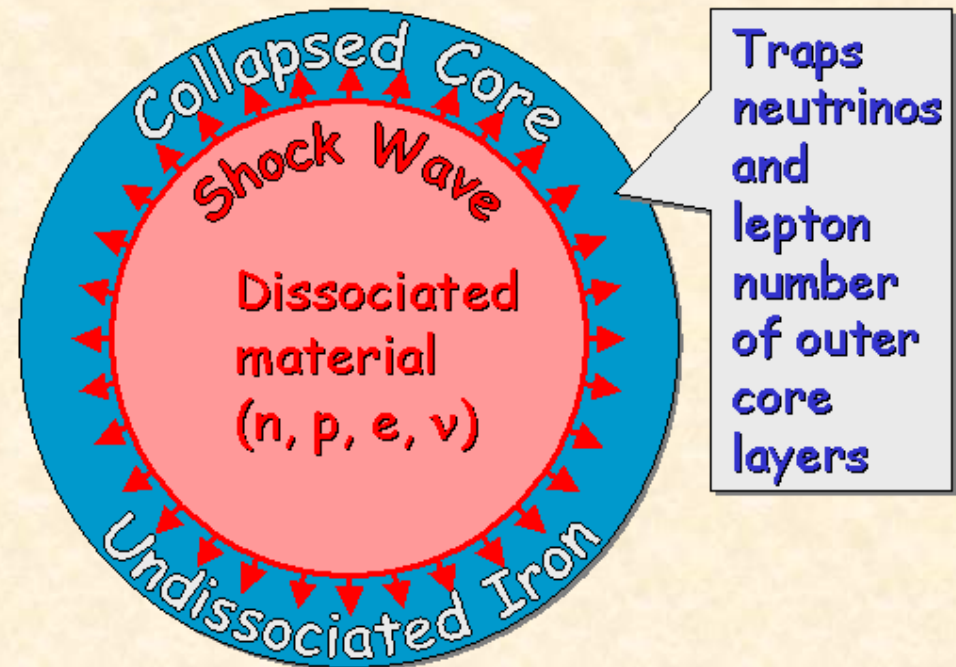 Collapsed Core
Shock Wave
Dissociated
material
(n, p, e, ν)
Undissociated Iron
Traps
neutrinos
and
lepton
number
of outer
core
layers